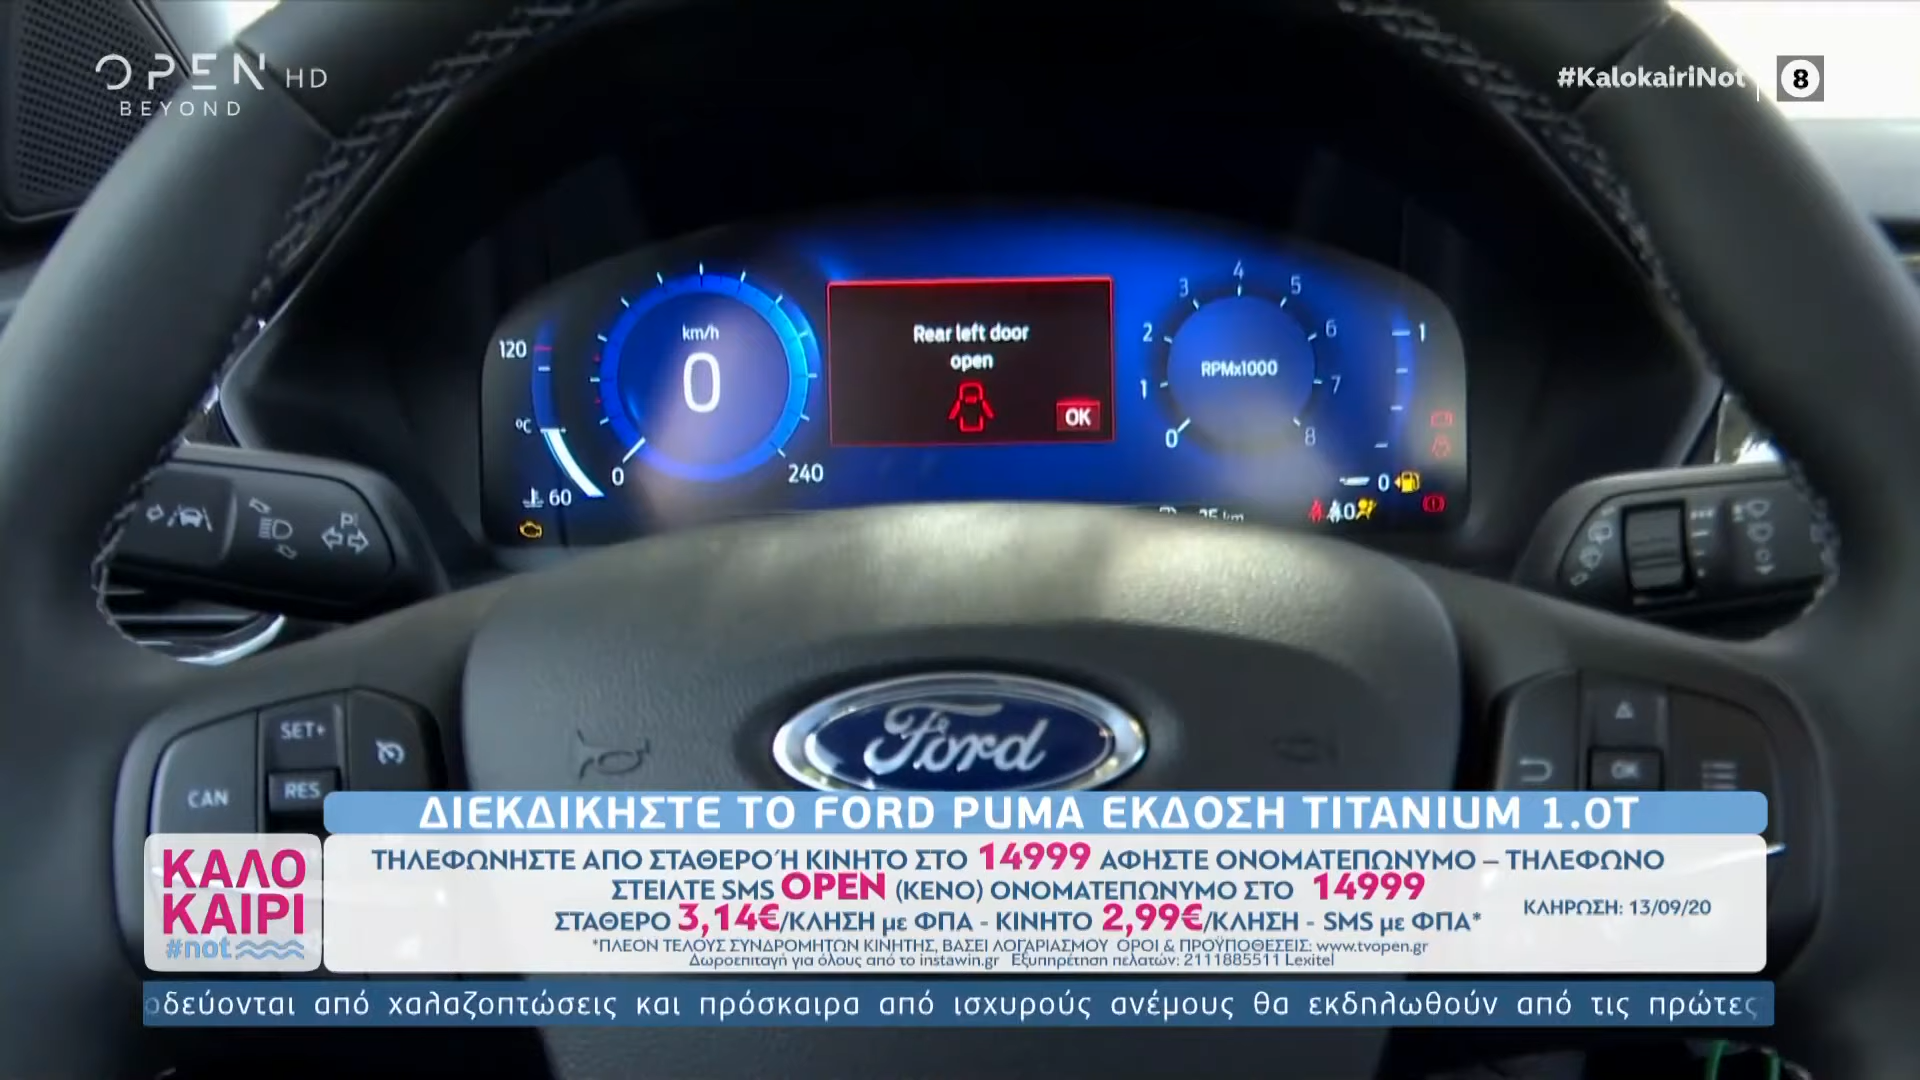 OPEN HD
BEYOND
#KalokairiNot
8
km/h
0
120
°C
60
0
240
Rear left door
open
OK
0
1
2
3
4
5
6
7
8
RPMx1000
1
0
SET+
RES
CAN
Ford
OK
ΔΙΕΚΔΙΚΗΣΤΕ ΤΟ FORD PUMA ΕΚΔΟΣΗ TITANIUM 1.0T
ΚΑΛΟ
ΚΑΙΡΙ
#not
ΤΗΛΕΦΩΝΗΣΤΕ ΑΠΟ ΣΤΑΘΕΡΟ Ή ΚΙΝΗΤΟ ΣΤΟ 14999 ΑΦΗΣΤΕ ΟΝΟΜΑΤΕΠΩΝΥΜΟ – ΤΗΛΕΦΩΝΟ
ΣΤΕΙΛΤΕ SMS OPEN (ΚΕΝΟ) ΟΝΟΜΑΤΕΠΩΝΥΜΟ ΣΤΟ 14999
ΣΤΑΘΕΡΟ 3,14€/ΚΛΗΣΗ με ΦΠΑ - ΚΙΝΗΤΟ 2,99€/ΚΛΗΣΗ - SMS με ΦΠΑ*
ΚΛΗΡΩΣΗ: 13/09/20
*ΠΛΕΟΝ ΤΕΛΟΥΣ ΣΥΝΔΡΟΜΗΤΩΝ ΚΙΝΗΤΗΣ, ΒΑΣΕΙ ΛΟΓΑΡΙΑΣΜΟΥ ΟΡΟΙ & ΠΡΟΫΠΟΘΕΣΕΙΣ: www.tvopen.gr
Δωροεπιταγή για όλους από το instawin.gr Εξυπηρέτηση πελατών: 2111885511 Lexitel
οδεύονται από χαλαζοπτώσεις και πρόσκαιρα από ισχυρούς ανέμους θα εκδηλωθούν από τις πρώτες